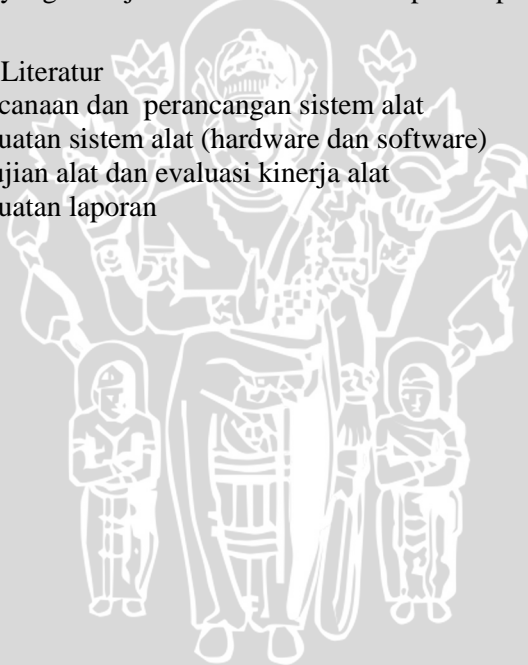 Literatur
canaan dan perancangan sistem alat
uatan sistem alat (hardware dan software)
ujian alat dan evaluasi kinerja alat
uatan laporan